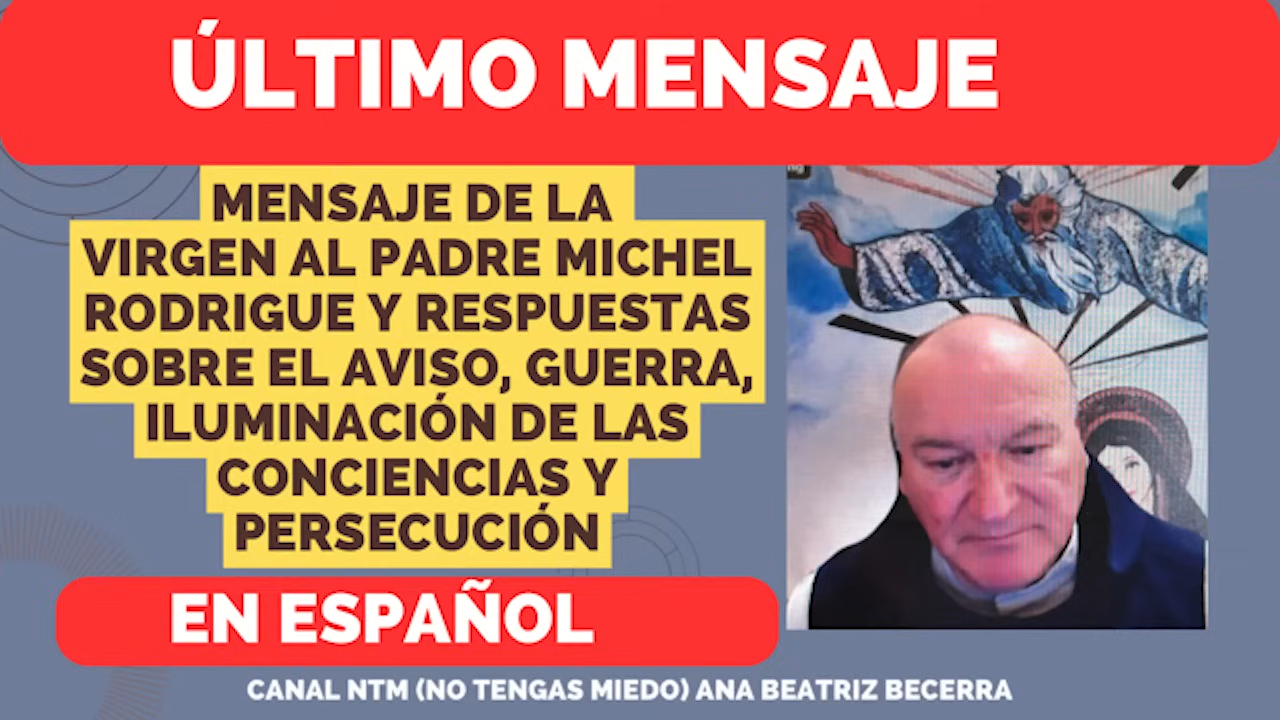 ÚLTIMO MENSAJE
MENSAJE DE LA
VIRGEN AL PADRE MICHEL
RODRIGUE Y RESPUESTAS
SOBRE EL AVISO, GUERRA,
ILUMINACIÓN DE LAS
CONCIENCIAS Y
PERSECUCIÓN
EN ESPAÑOL
CANAL NTM (NO TENGAS MIEDO) ANA BEATRIZ BECERRA